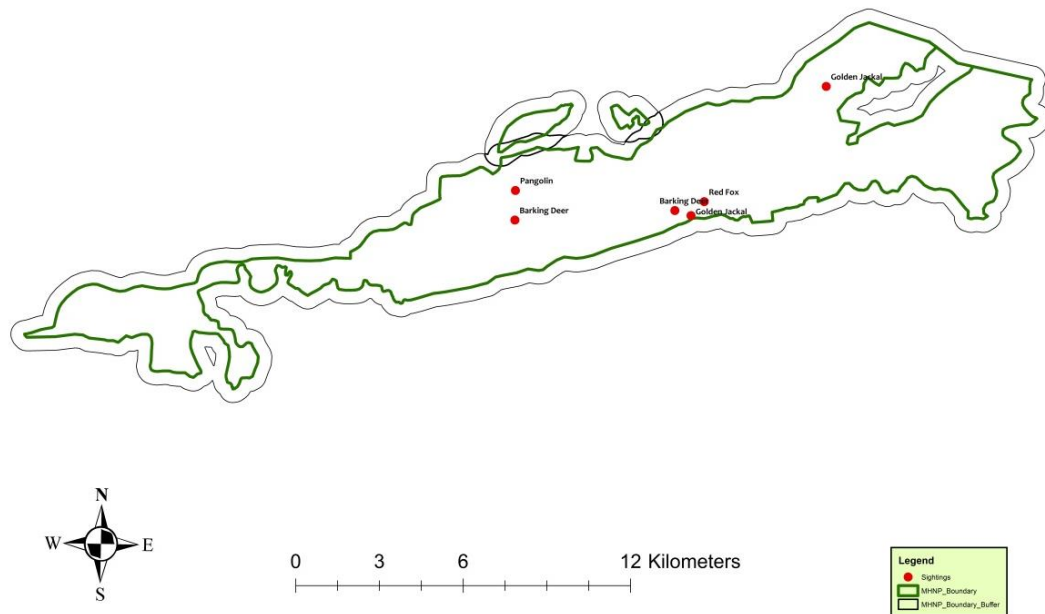 Golden Jackal
Pangolin
Barking Deer
Red Fox
Barking Deer
Golden Jackal
N
W
E
S
0
3
6
12 Kilometers
Legend
Sightings
MHNP_Boundary
MHNP_Boundary_Buffer